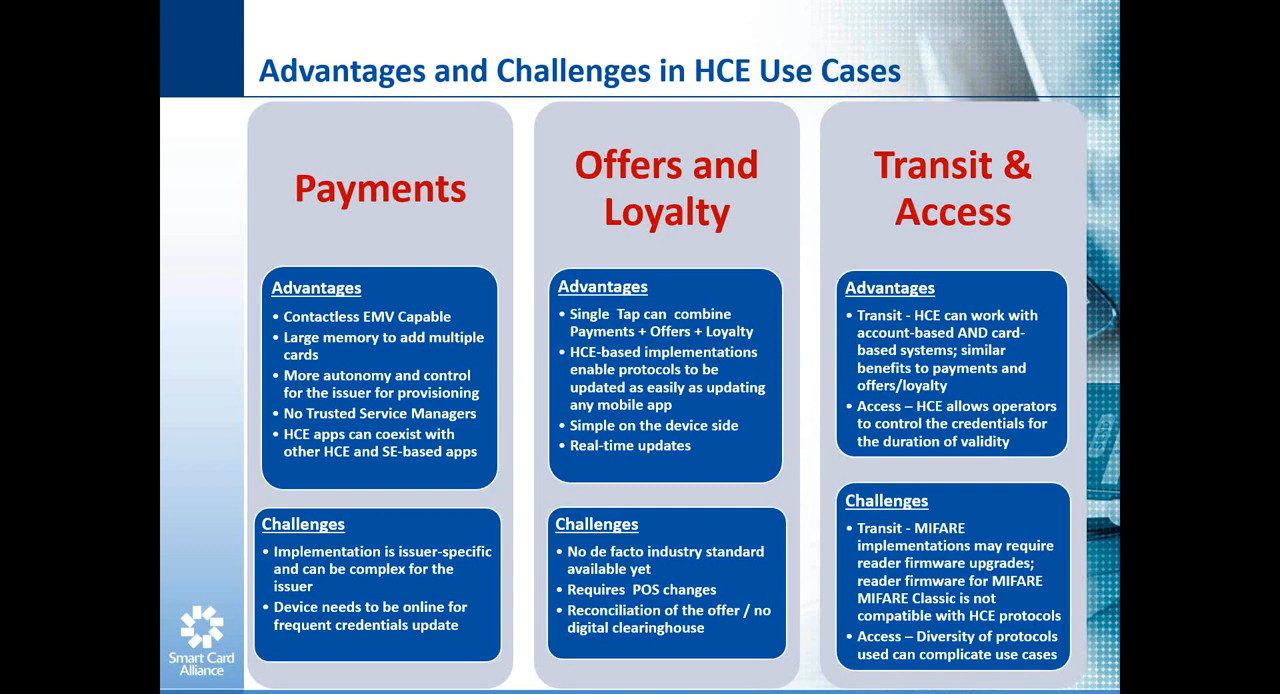 Advantages and Challenges in HCE Use Cases
Payments
Advantages
• Contactless EMV Capable
• Large memory to add multiple
cards
• More autonomy and control
for the issuer for provisioning
• No Trusted Service Managers
• HCE apps can coexist with
other HCE and SE-based apps
Challenges
• Implementation is issuer-specific
and can be complex for the
issuer
• Device needs to be online for
frequent credentials update
Offers and
Loyalty
Advantages
• Single Tap can combine
Payments + Offers + Loyalty
• HCE-based implementations
enable protocols to be
updated as easily as updating
any mobile app
• Simple on the device side
• Real-time updates
Challenges
• No de facto industry standard
available yet
• Requires POS changes
• Reconciliation of the offer / no
digital clearinghouse
Transit &
Access
Advantages
• Transit - HCE can work with
account-based AND card-
based systems; similar
benefits to payments and
offers/loyalty
• Access – HCE allows operators
to control the credentials for
the duration of validity
Challenges
• Transit - MIFARE
implementations may require
reader firmware upgrades;
reader firmware for MIFARE
MIFARE Classic is not
compatible with HCE protocols
• Access – Diversity of protocols
used can complicate use cases
Smart Card
Alliance